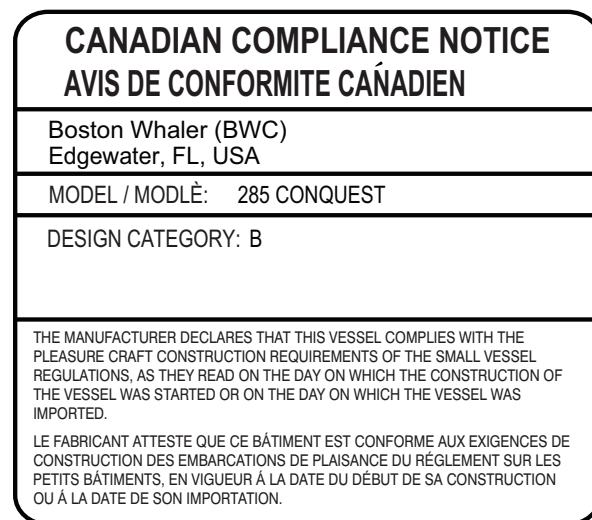 CANADIAN COMPLIANCE NOTICE
AVIS DE CONFORMITE CAŃADIEN
Boston Whaler (BWC)
Edgewater, FL, USA
MODEL / MODLÈ: 285 CONQUEST
DESIGN CATEGORY: B
THE MANUFACTURER DECLARES THAT THIS VESSEL COMPLIES WITH THE
PLEASURE CRAFT CONSTRUCTION REQUIREMENTS OF THE SMALL VESSEL
REGULATIONS, AS THEY READ ON THE DAY ON WHICH THE CONSTRUCTION OF
THE VESSEL WAS STARTED OR ON THE DAY ON WHICH THE VESSEL WAS
IMPORTED.
LE FABRICANT ATTESTE QUE CE BÁTIMENT EST CONFORME AUX EXIGENCES DE
CONSTRUCTION DES EMBARCATIONS DE PLAISANCE DU RÉGLEMENT SUR LES
PETITS BÁTIMENTS, EN VIGUEUR Á LA DATE DU DÉBUT DE SA CONSTRUCTION
OU Á LA DATE DE SON IMPORTATION.